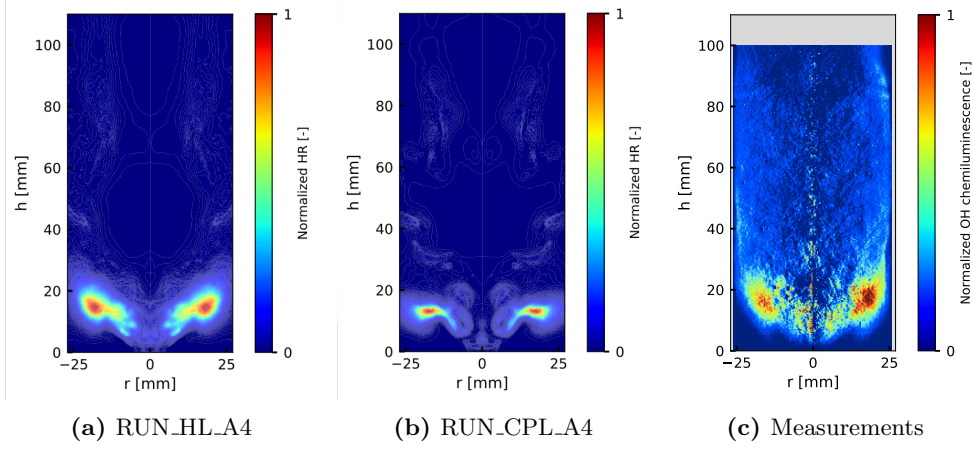 1
1
1
100
80
60
40
20
0
h [mm]
−25
0
25
r [mm]
0
Normalized HR [-]
100
80
60
40
20
0
h [mm]
−25
0
25
r [mm]
0
Normalized HR [-]
100
80
60
40
20
0
h [mm]
−25
0
25
r [mm]
0
Normalized OH chemiluminescence [-]
(a) RUN_HL_A4
(b) RUN_CPL_A4
(c) Measurements